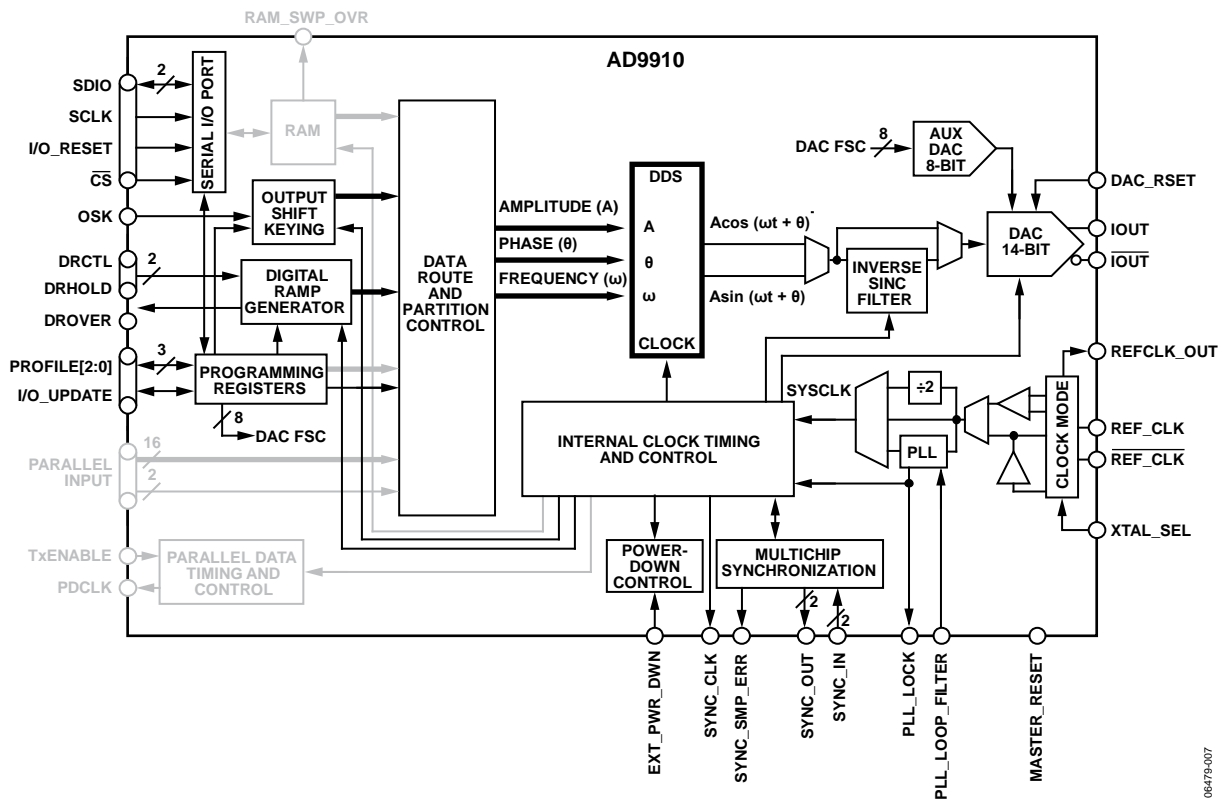 RAM_SWP_OVR
AD9910
SDIO
2
SCLK
I/O_RESET
CS
SERIAL I/O PORT
RAM
OSK
OUTPUT
SHIFT
KEYING
DRCTL
2
DRHOLD
DROVER
DIGITAL
RAMP
GENERATOR
PROFILE[2:0]
3
I/O_UPDATE
PROGRAMMING
REGISTERS
8
DAC FSC
16
PARALLEL
INPUT
2
TxENABLE
PDCLK
PARALLEL DATA
TIMING AND
CONTROL
DATA
ROUTE
AND
PARTITION
CONTROL
AMPLITUDE (A)
PHASE (θ)
FREQUENCY (ω)
DDS
A
θ
ω
CLOCK
Acos (ωt + θ)
Asin (ωt + θ)
INVERSE
SINC
FILTER
DAC FSC
8
AUX
DAC
8-BIT
DAC
14-BIT
DAC_RSET
IOUT
IOUT
REFCLK_OUT
REF_CLK
REF_CLK
XTAL_SEL
CLOCK MODE
SYSCLK
÷2
PLL
INTERNAL CLOCK TIMING
AND CONTROL
POWER-
DOWN
CONTROL
MULTICHIP
SYNCHRONIZATION
2
2
EXT_PWR_DWN
SYNC_CLK
SYNC_SMP_ERR
SYNC_OUT
SYNC_IN
PLL_LOCK
PLL_LOOP_FILTER
MASTER_RESET
06479-007